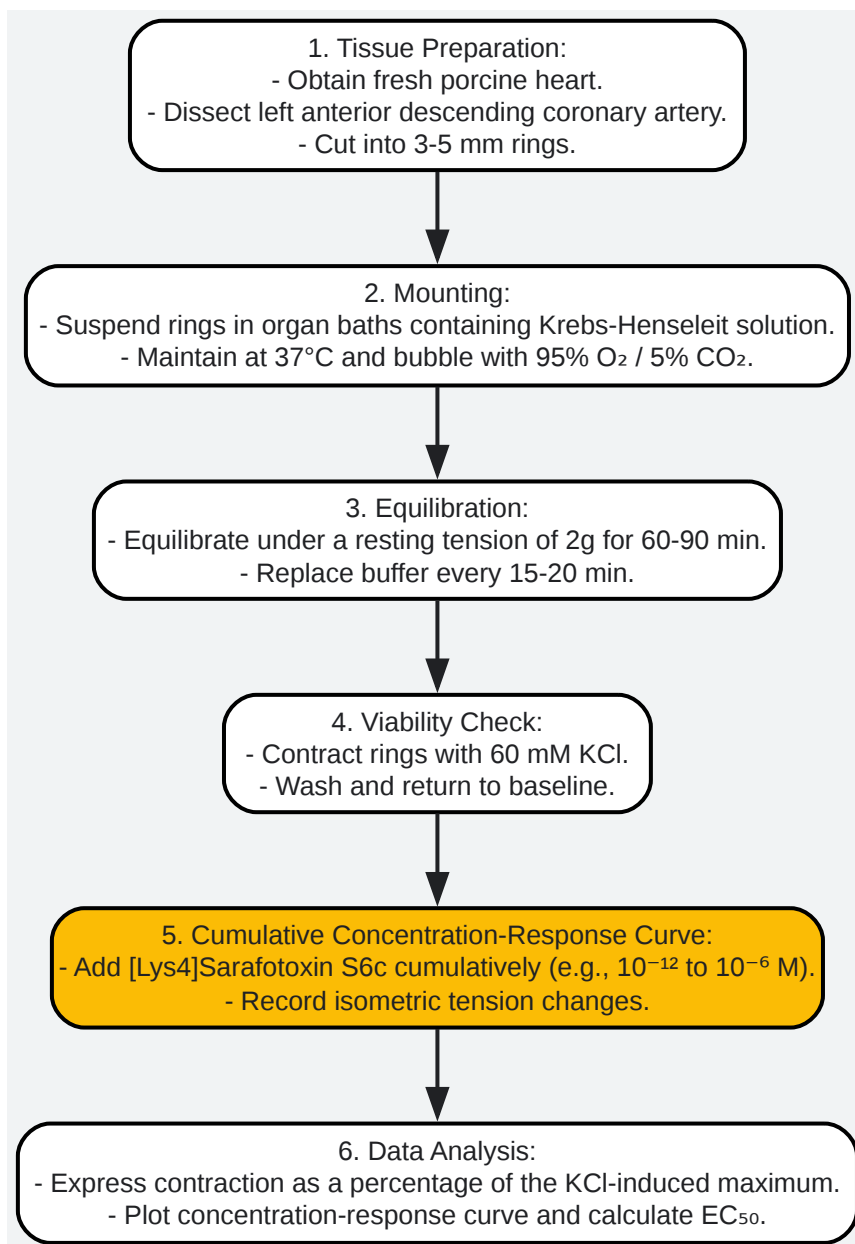 1. Tissue Preparation:
- Obtain fresh porcine heart.
- Dissect left anterior descending coronary artery.
- Cut into 3-5 mm rings.
2. Mounting:
- Suspend rings in organ baths containing Krebs-Henseleit solution.
- Maintain at 37°C and bubble with 95% O₂ / 5% CO₂.
3. Equilibration:
- Equilibrate under a resting tension of 2g for 60-90 min.
- Replace buffer every 15-20 min.
4. Viability Check:
- Contract rings with 60 mM KCl.
- Wash and return to baseline.
5. Cumulative Concentration-Response Curve:
- Add [Lys4]Sarafotoxin S6c cumulatively (e.g., 10⁻¹² to 10⁻⁶ M).
- Record isometric tension changes.
6. Data Analysis:
- Express contraction as a percentage of the KCl-induced maximum.
- Plot concentration-response curve and calculate EC₅₀.